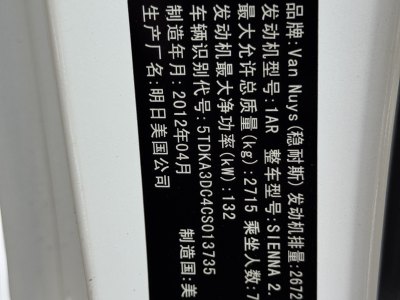 品牌:Van Nuys(稳耐斯)发动机排量:2672
发动机型号:1AR 整车型号:SIENNA 2.
最大允许总质量(kg):2715 乘坐人数:7
发动机最大净功率(kW):132
车辆识别代号:5TDKA3DC4CS013735
制造年月:2012年04月 制造国:美
生产厂名:明日美国公司